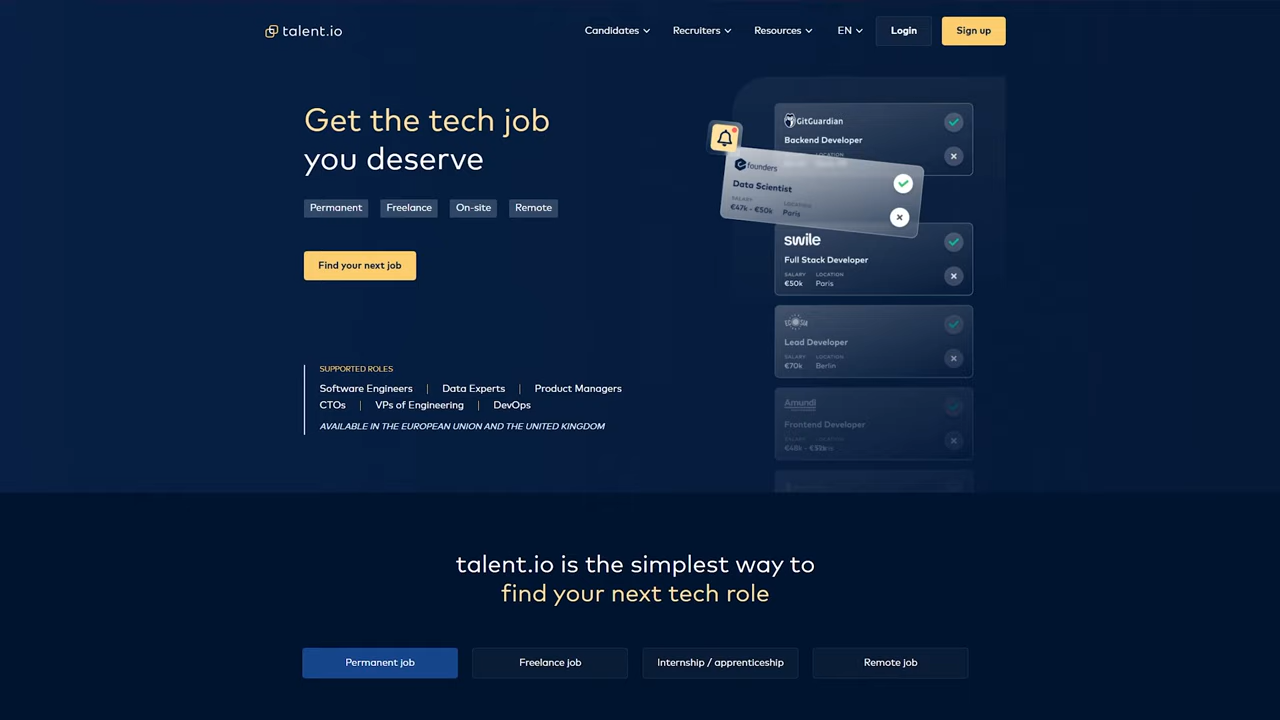 talent.io
Candidates
Recruiters
Resources
EN
Login
Sign up
Get the tech job
you deserve
Permanent
Freelance
On-site
Remote
Find your next job
SUPPORTED ROLES
Software Engineers | Data Experts | Product Managers
CTOs | VPs of Engineering | DevOps
AVAILABLE IN THE EUROPEAN UNION AND THE UNITED KINGDOM
GitGuardian
Backend Developer
LOCATION
founders
Data Scientist
SALARY
€47k - €50k
Paris
swile
Full Stack Developer
SALARY LOCATION
€50k Paris
Lead Developer
SALARY LOCATION
€70k Berlin
Amundi
Frontend Developer
SALARY
talent.io is the simplest way to
find your next tech role
Permanent job
Freelance job
Internship / apprenticeship
Remote job